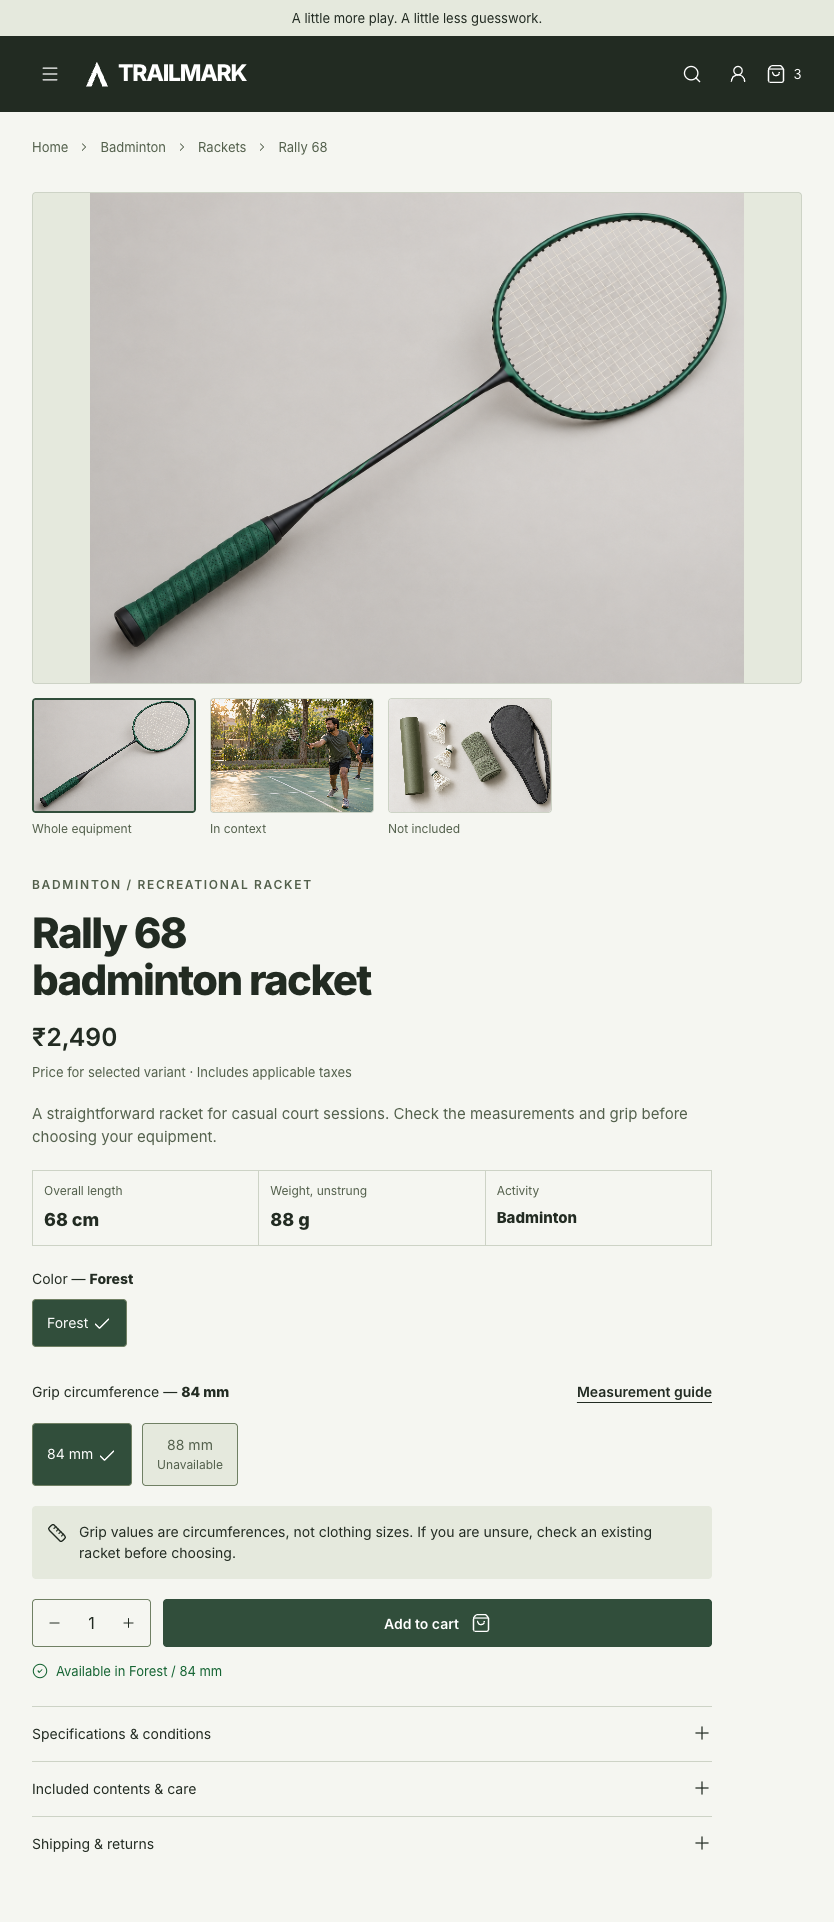 A little more play. A little less guesswork.
TRAILMARK
3
Home > Badminton > Rackets > Rally 68
Whole equipment
In context
Not included
BADMINTON / RECREATIONAL RACKET
Rally 68
badminton racket
₹2,490
Price for selected variant · Includes applicable taxes
A straightforward racket for casual court sessions. Check the measurements and grip before
choosing your equipment.
Overall length
68 cm
Weight, unstrung
88 g
Activity
Badminton
Color — Forest
Forest
Grip circumference — 84 mm
Measurement guide
84 mm
88 mm
Unavailable
Grip values are circumferences, not clothing sizes. If you are unsure, check an existing
racket before choosing.
− 1 +
Add to cart
Available in Forest / 84 mm
Specifications & conditions
Included contents & care
Shipping & returns